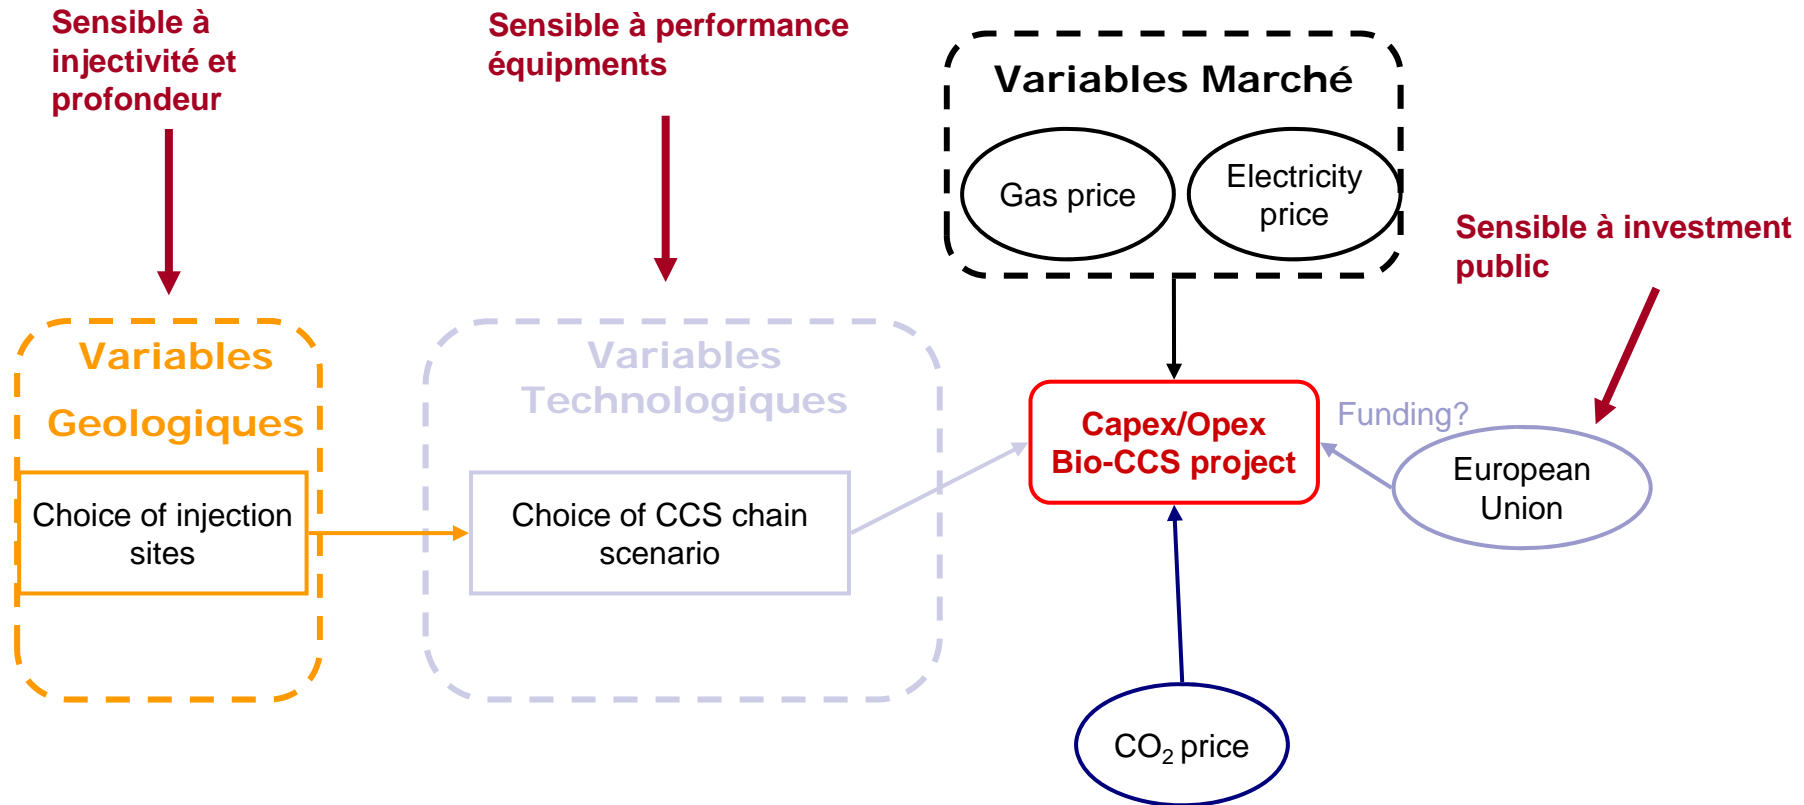 Sensible à
injectivité et
profondeur
Sensible à performance
équipments
Variables Marché
Gas price
Electricity
price
Sensible à investment
public
Variables
Geologiques
Choice of injection
sites
Variables
Technologiques
Choice of CCS chain
scenario
Capex/Opex
Bio-CCS project
Funding?
European
Union
CO₂ price